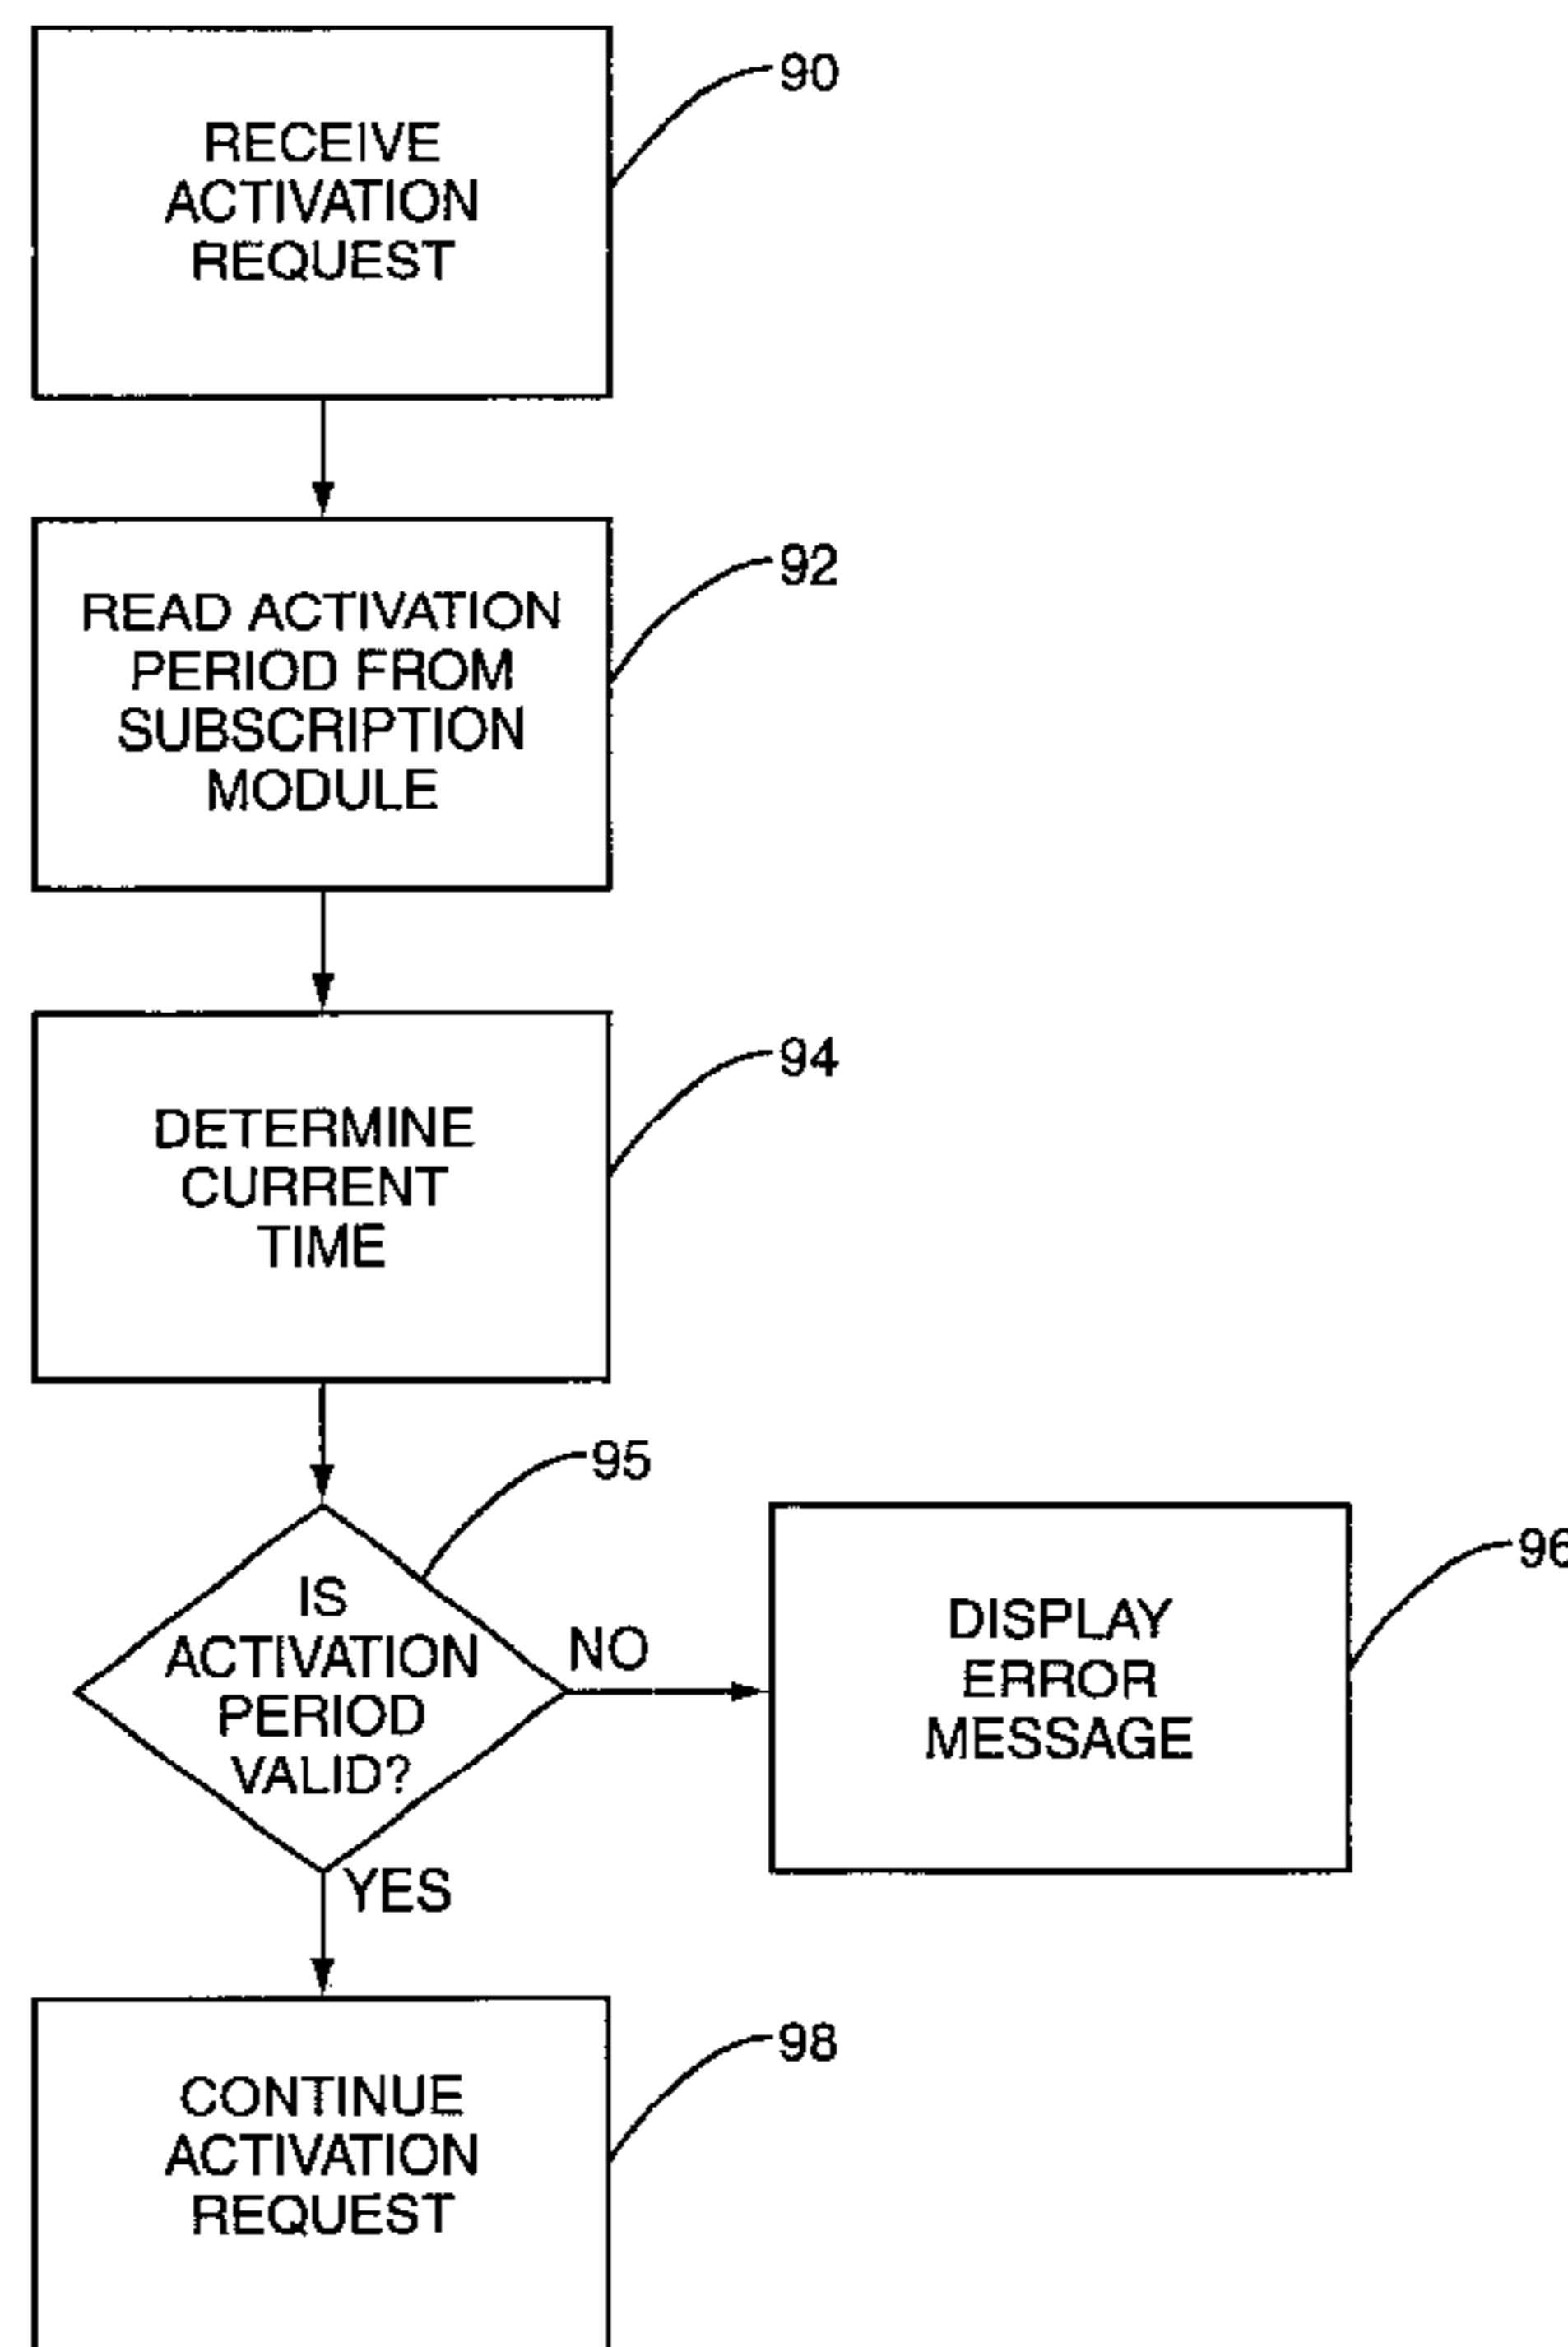 RECEIVE
ACTIVATION
REQUEST
90
READ ACTIVATION
PERIOD FROM
SUBSCRIPTION
MODULE
92
DETERMINE
CURRENT
TIME
94
95
IS
ACTIVATION
PERIOD
VALID?
NO
DISPLAY
ERROR
MESSAGE
96
YES
CONTINUE
ACTIVATION
REQUEST
98